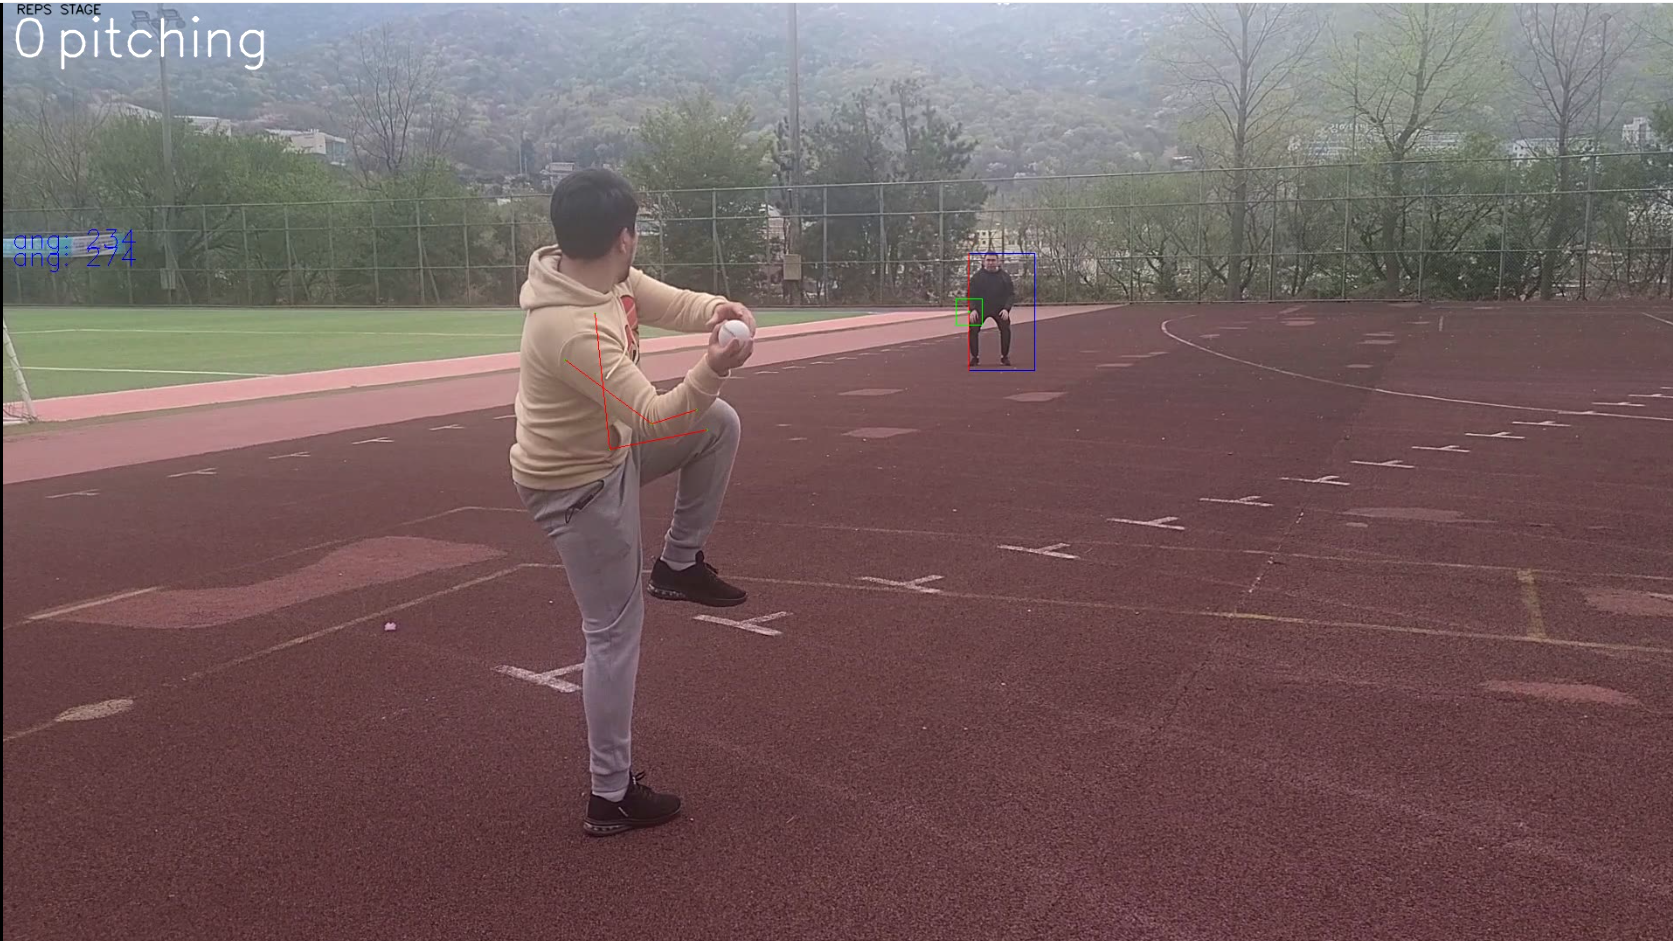 REPS STAGE
0 pitching
ang: 234
ang: 274